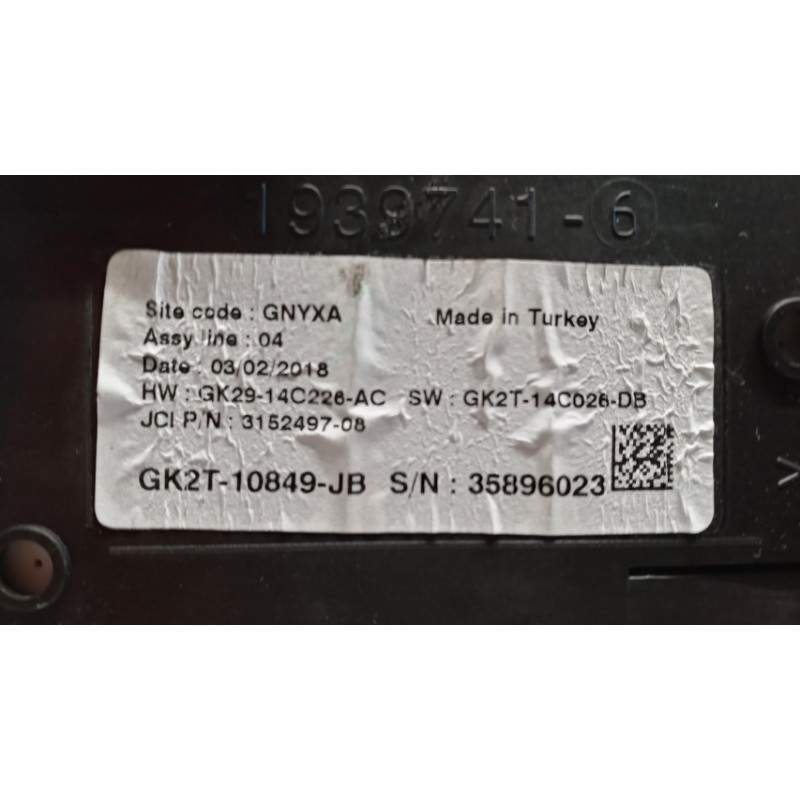 1939741-6
Site code : GNYXA Made in Turkey
Assy line : 04
Date : 03/02/2018
HW : GK29-14C226-AC SW : GK2T-14C026-DB
JCI P/N : 3152497-08
GK2T-10849-JB S/N : 35896023